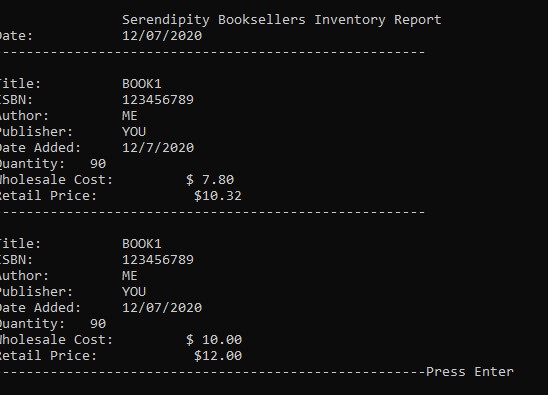 Serendipity Booksellers Inventory Report
Date: 12/07/2020
-----------------------------------------------------
Title: BOOK1
ISBN: 123456789
Author: ME
Publisher: YOU
Date Added: 12/7/2020
Quantity: 90
Wholesale Cost: $ 7.80
Retail Price: $10.32
-----------------------------------------------------
Title: BOOK1
ISBN: 123456789
Author: ME
Publisher: YOU
Date Added: 12/07/2020
Quantity: 90
Wholesale Cost: $ 10.00
Retail Price: $12.00
-----------------------------------------------------Press Enter